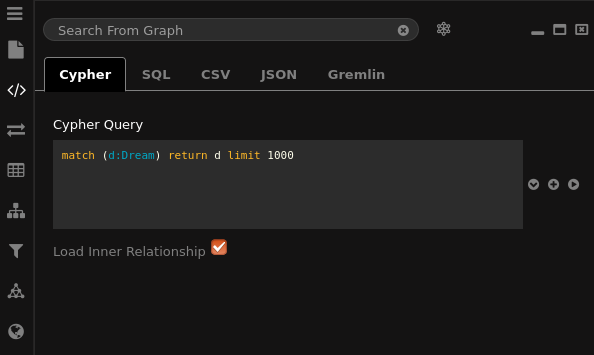 Search From Graph
Cypher SQL CSV JSON Gremlin
Cypher Query
match (d:Dream) return d limit 1000
Load Inner Relationship